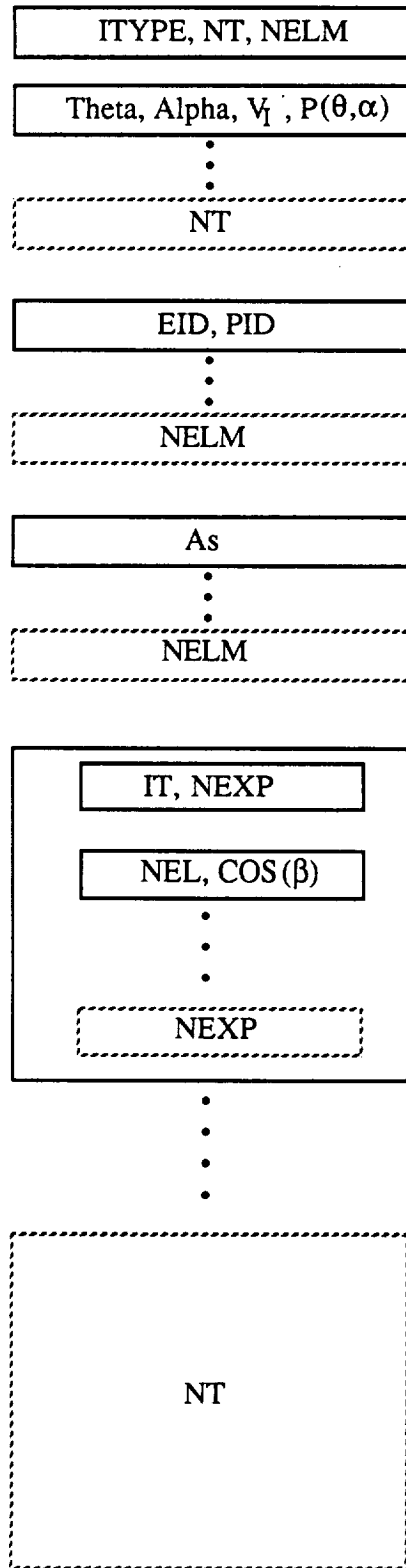 ITYPE, NT, NELM
Theta, Alpha, V_I, P(θ,α)
NT
EID, PID
NELM
As
NELM
IT, NEXP
NEL, COS(β)
NEXP
NT